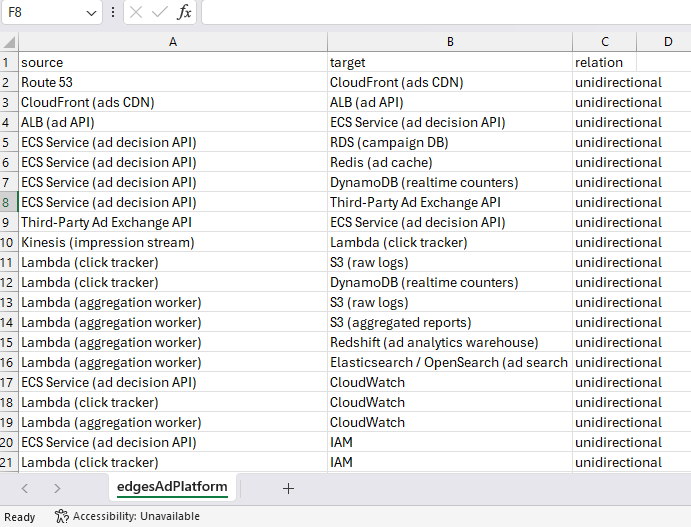 F8 fx
A B C D
1 source target relation
2 Route 53 CloudFront (ads CDN) unidirectional
3 CloudFront (ads CDN) ALB (ad API) unidirectional
4 ALB (ad API) ECS Service (ad decision API) unidirectional
5 ECS Service (ad decision API) RDS (campaign DB) unidirectional
6 ECS Service (ad decision API) Redis (ad cache) unidirectional
7 ECS Service (ad decision API) DynamoDB (realtime counters) unidirectional
8 ECS Service (ad decision API) Third-Party Ad Exchange API unidirectional
9 Third-Party Ad Exchange API ECS Service (ad decision API) unidirectional
10 Kinesis (impression stream) Lambda (click tracker) unidirectional
11 Lambda (click tracker) S3 (raw logs) unidirectional
12 Lambda (click tracker) DynamoDB (realtime counters) unidirectional
13 Lambda (aggregation worker) S3 (raw logs) unidirectional
14 Lambda (aggregation worker) S3 (aggregated reports) unidirectional
15 Lambda (aggregation worker) Redshift (ad analytics warehouse) unidirectional
16 Lambda (aggregation worker) Elasticsearch / OpenSearch (ad search unidirectional
17 ECS Service (ad decision API) CloudWatch unidirectional
18 Lambda (click tracker) CloudWatch unidirectional
19 Lambda (aggregation worker) CloudWatch unidirectional
20 ECS Service (ad decision API) IAM unidirectional
21 Lambda (click tracker) IAM unidirectional
edgesAdPlatform
Ready Accessibility: Unavailable